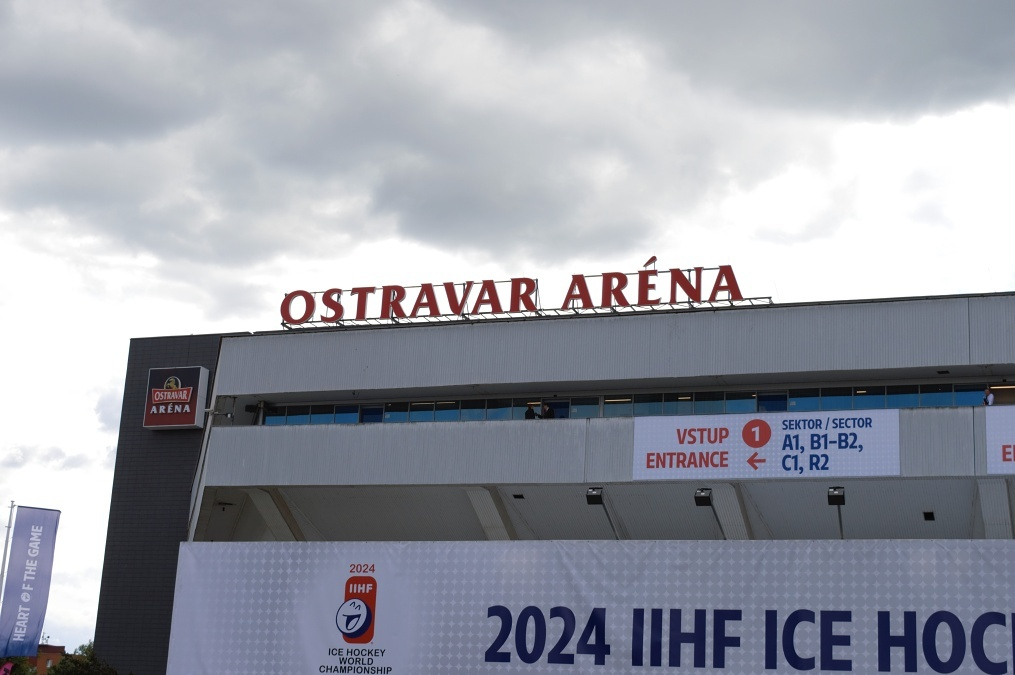 OSTRAVAR ARÉNA
OSTRAVAR
ARÉNA
VSTUP
ENTRANCE
1
SEKTOR / SECTOR
A1, B1–B2,
C1, R2
HEART OF THE GAME
2024
IIHF
ICE HOCKEY
WORLD
CHAMPIONSHIP
2024 IIHF ICE HOC